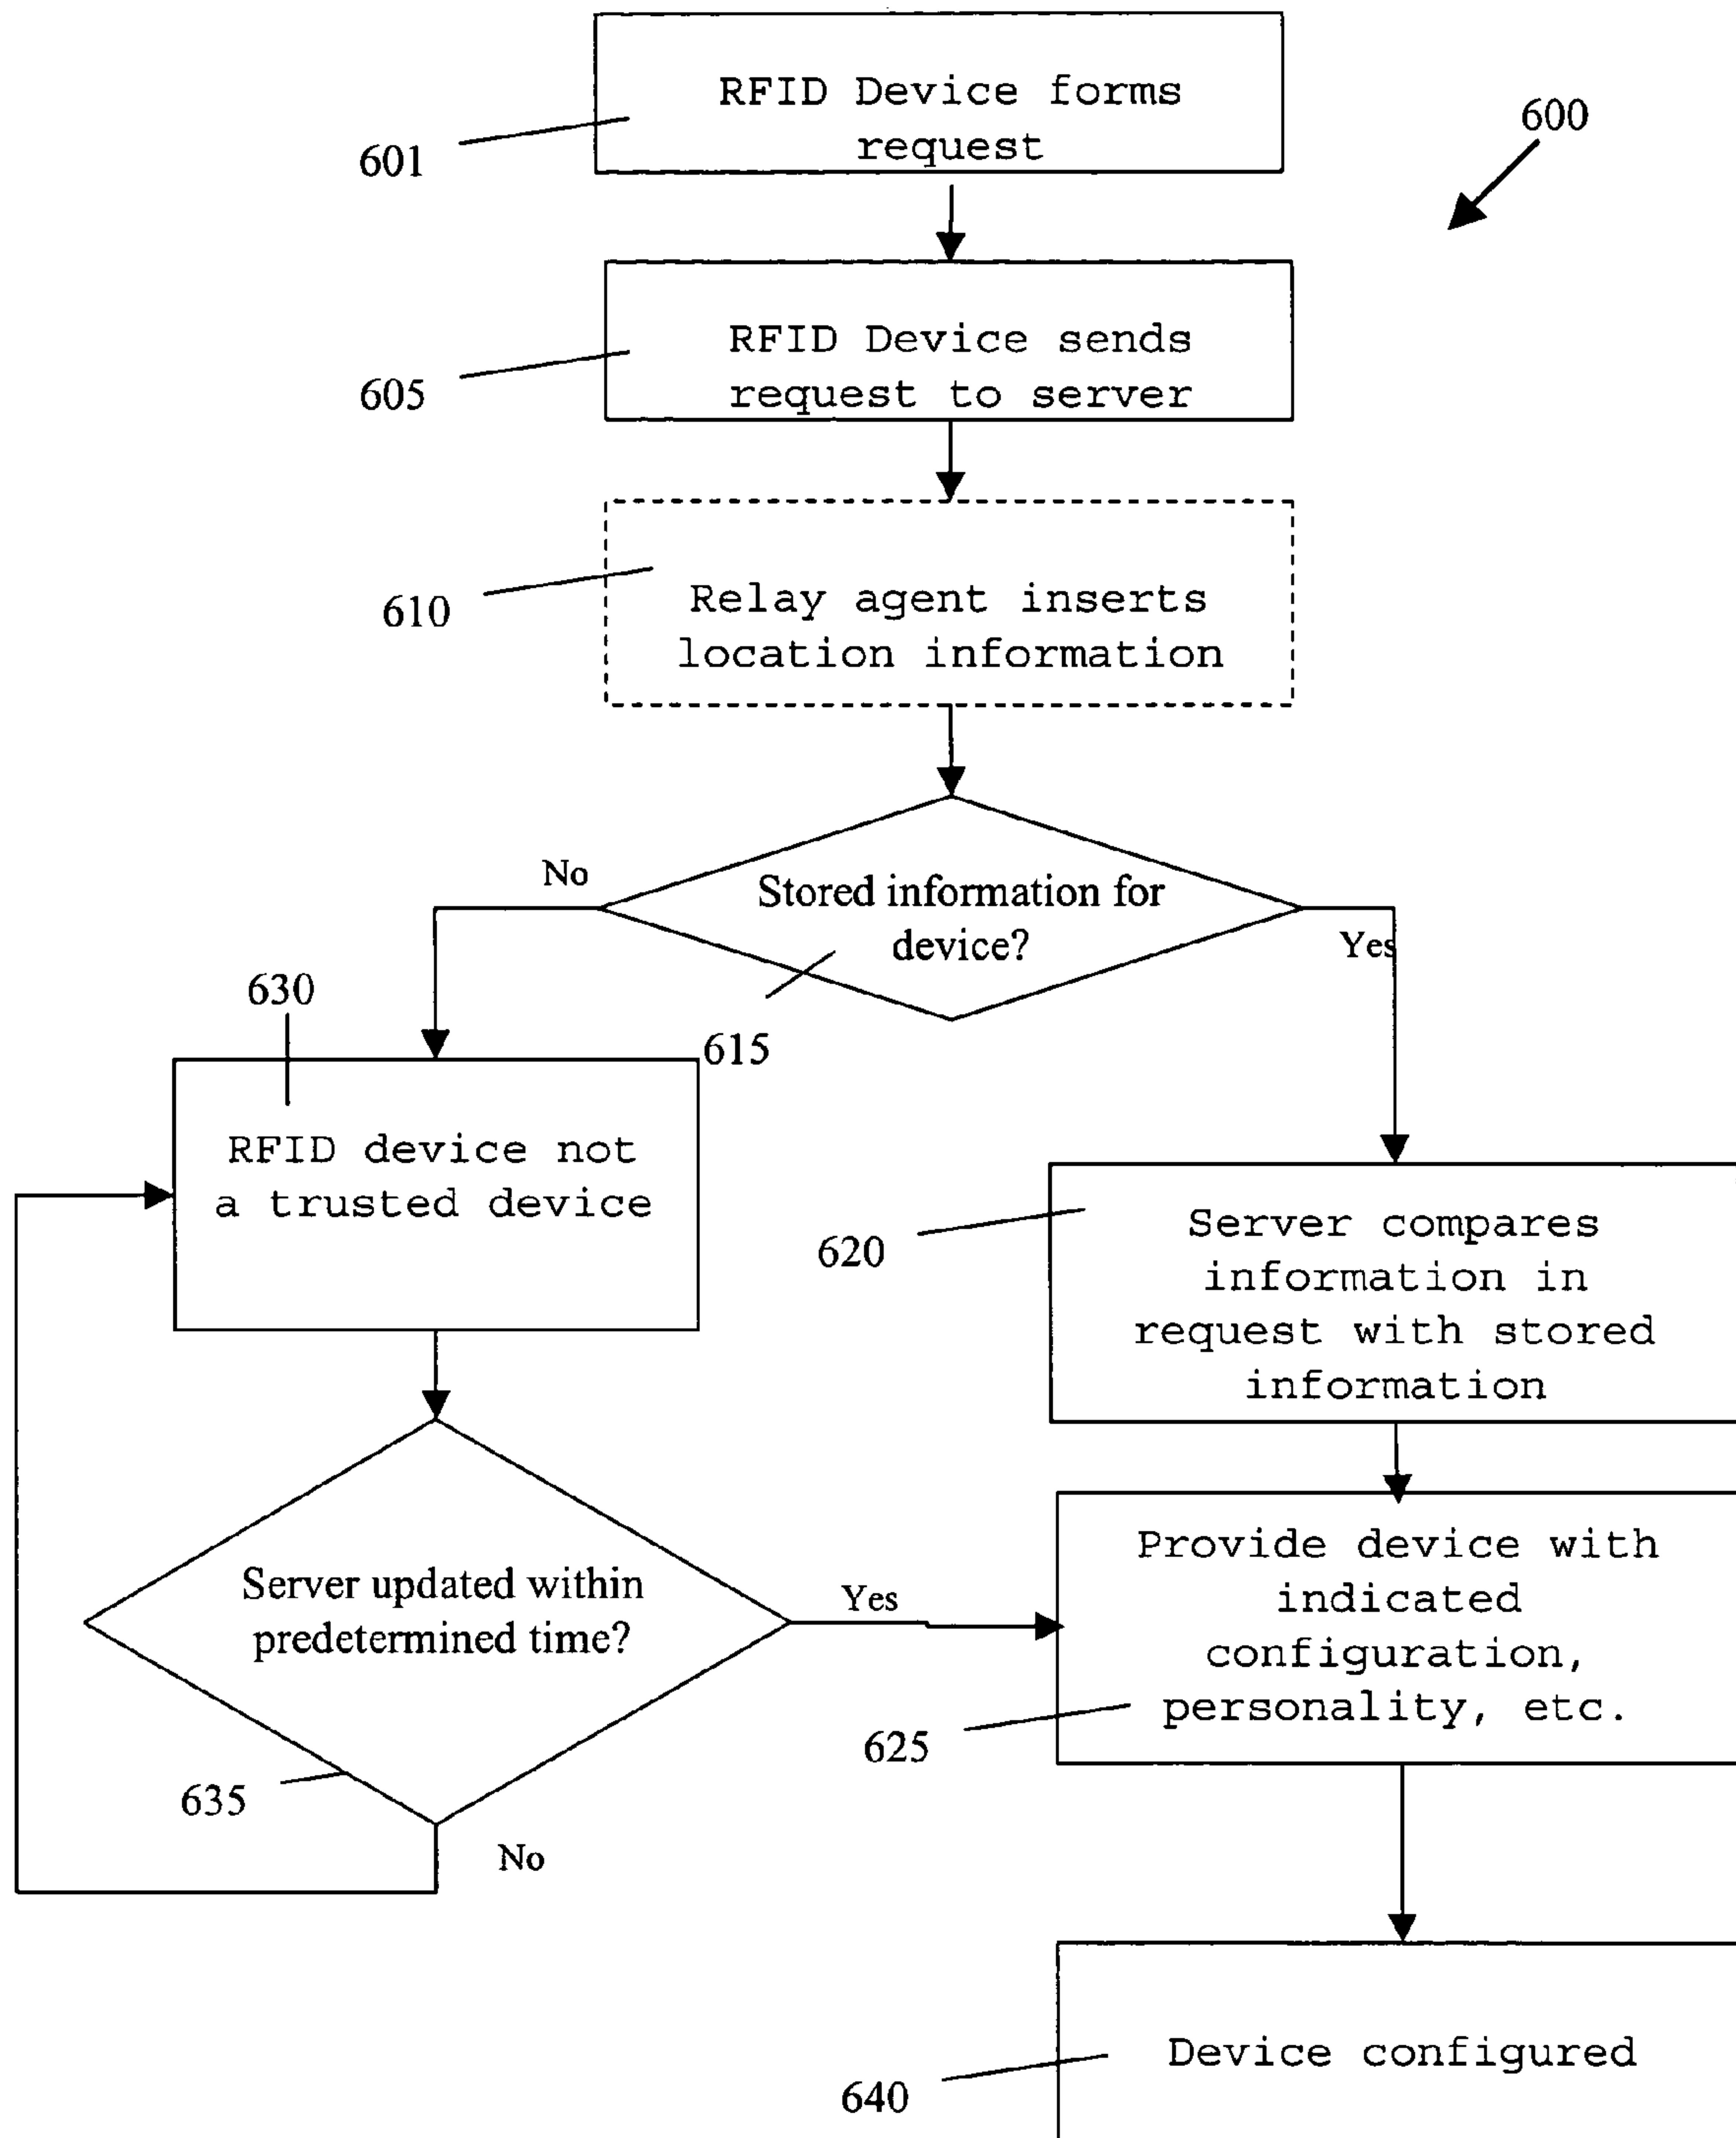 RFID Device forms
request
601
600
RFID Device sends
request to server
605
Relay agent inserts
location information
610
Stored information for
device?
No
Yes
615
630
RFID device not
a trusted device
Server compares
information in
request with stored
information
620
Provide device with
indicated
configuration,
personality, etc.
625
Server updated within
predetermined time?
Yes
635
No
Device configured
640